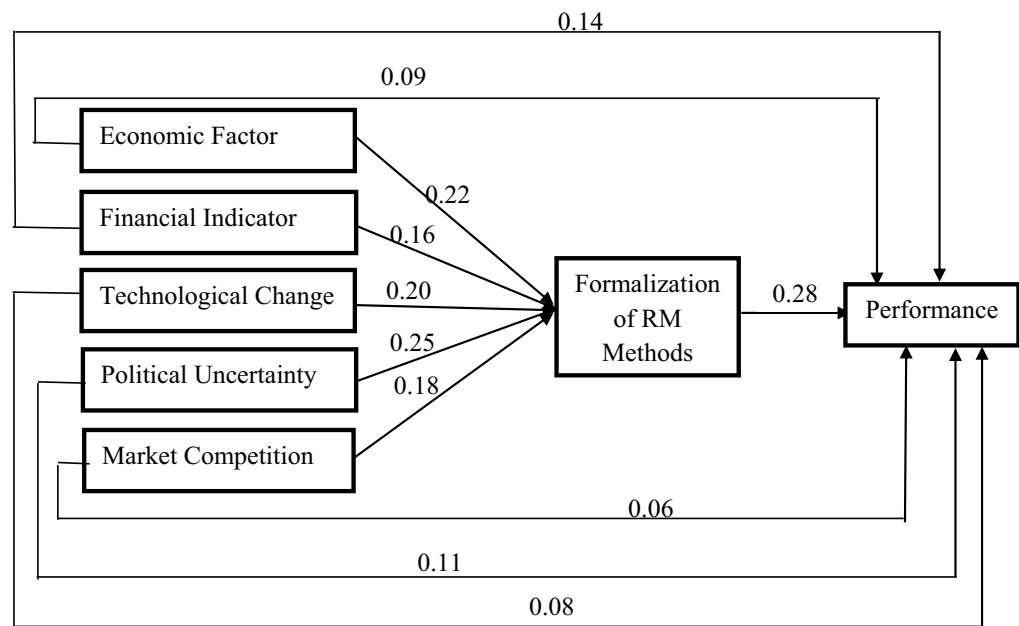 0.14
0.09
Economic Factor
0.22
Financial Indicator
0.16
Technological Change
0.20
Formalization
of RM
Methods
0.28
Performance
Political Uncertainty
0.25
0.18
Market Competition
0.06
0.11
0.08